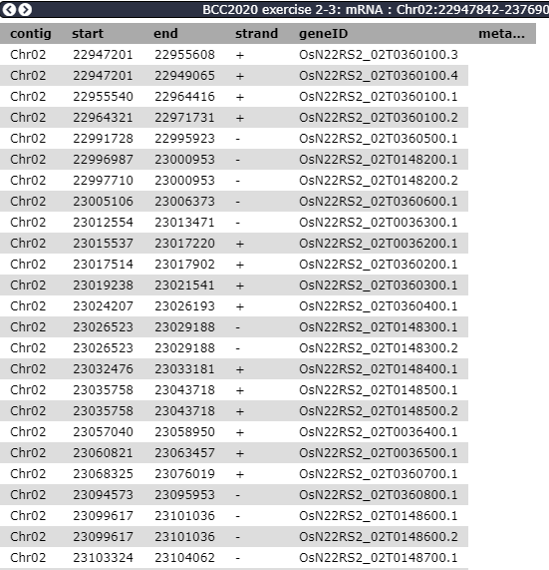 BCC2020 exercise 2-3: mRNA : Chr02:22947842-237690
contig start end strand geneID meta...
Chr02 22947201 22955608 + OsN22RS2_02T0360100.3
Chr02 22947201 22949065 + OsN22RS2_02T0360100.4
Chr02 22955540 22964416 + OsN22RS2_02T0360100.1
Chr02 22964321 22971731 + OsN22RS2_02T0360100.2
Chr02 22991728 22995923 - OsN22RS2_02T0360500.1
Chr02 22996987 23000953 - OsN22RS2_02T0148200.1
Chr02 22997710 23000953 - OsN22RS2_02T0148200.2
Chr02 23005106 23006373 - OsN22RS2_02T0360600.1
Chr02 23012554 23013471 - OsN22RS2_02T0036300.1
Chr02 23015537 23017220 + OsN22RS2_02T0036200.1
Chr02 23017514 23017902 + OsN22RS2_02T0360200.1
Chr02 23019238 23021541 + OsN22RS2_02T0360300.1
Chr02 23024207 23026193 + OsN22RS2_02T0360400.1
Chr02 23026523 23029188 - OsN22RS2_02T0148300.1
Chr02 23026523 23029188 - OsN22RS2_02T0148300.2
Chr02 23032476 23033181 + OsN22RS2_02T0148400.1
Chr02 23035758 23043718 + OsN22RS2_02T0148500.1
Chr02 23035758 23043718 + OsN22RS2_02T0148500.2
Chr02 23057040 23058950 + OsN22RS2_02T0036400.1
Chr02 23060821 23063457 + OsN22RS2_02T0036500.1
Chr02 23068325 23076019 + OsN22RS2_02T0360700.1
Chr02 23094573 23095953 - OsN22RS2_02T0360800.1
Chr02 23099617 23101036 - OsN22RS2_02T0148600.1
Chr02 23099617 23101036 - OsN22RS2_02T0148600.2
Chr02 23103324 23104062 - OsN22RS2_02T0148700.1